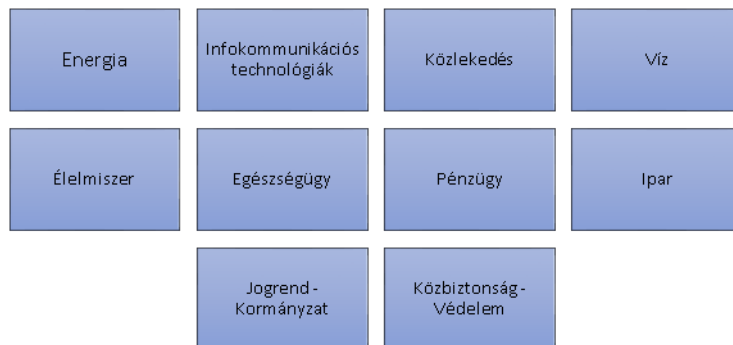 Energia
Infokommunikációs
technológiák
Közlekedés
Víz
Élelmiszer
Egészségügy
Pénzügy
Ipar
Jogrend -
Kormányzat
Közbiztonság -
Védelem